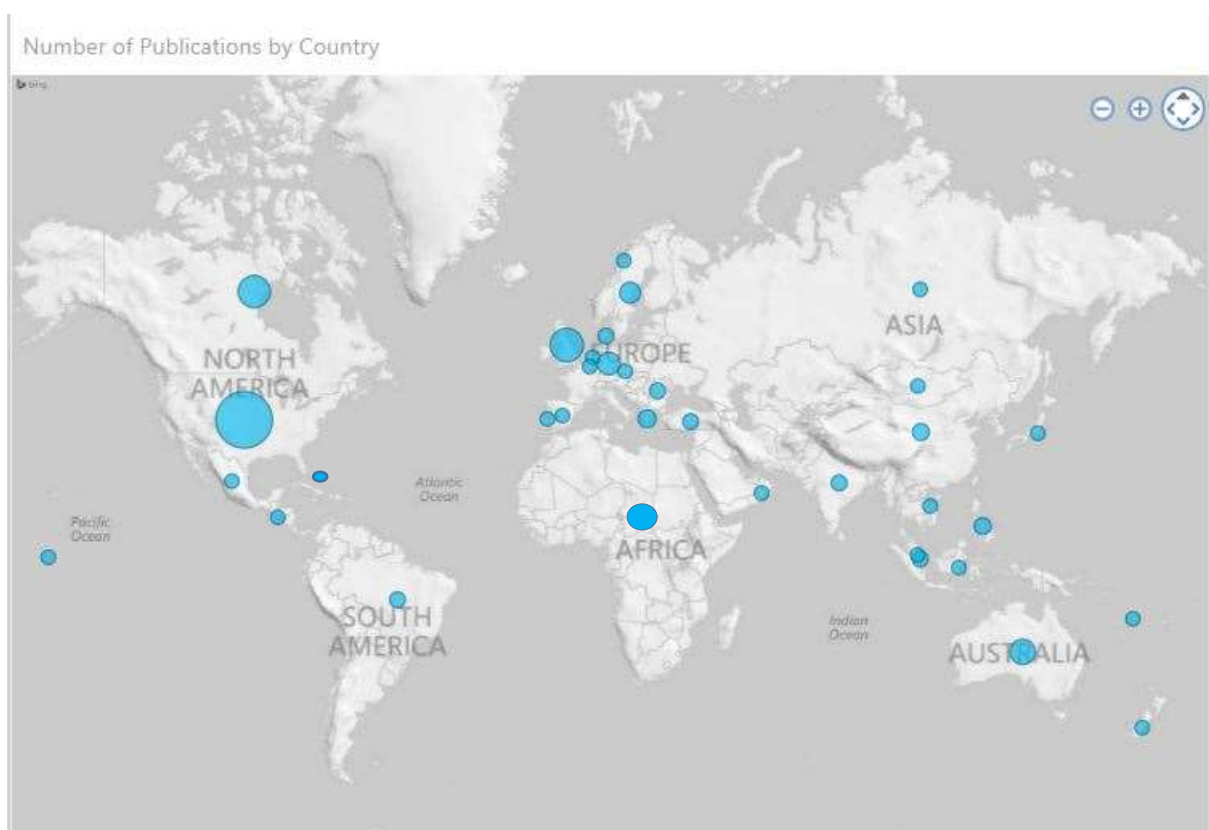 Number of Publications by Country
bing
ASIA
NORTH
AMERICA
EUROPE
Atlantic
Ocean
Pacific
Ocean
AFRICA
SOUTH
AMERICA
Indian
Ocean
AUSTRALIA